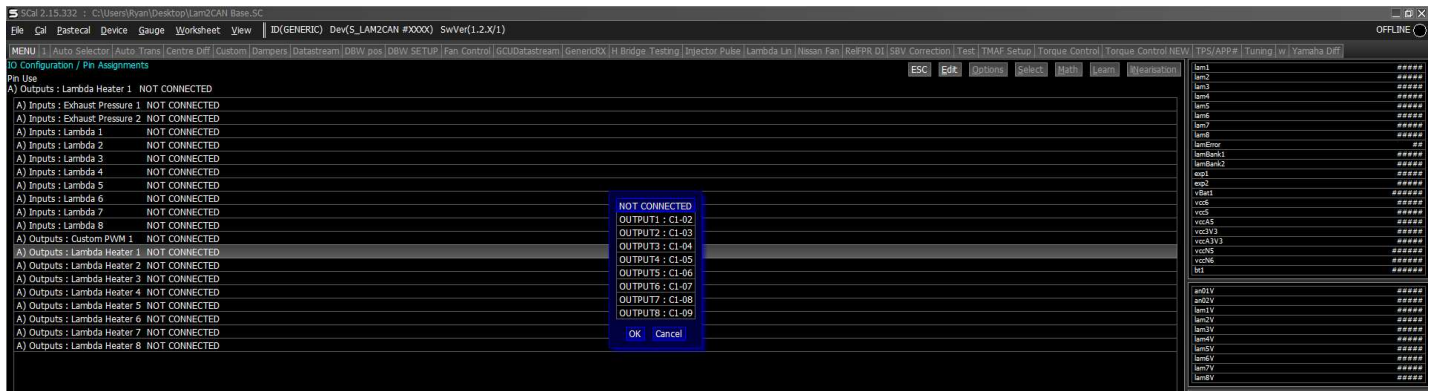 S SCal 2.15.332 : C:\Users\Ryan\Desktop\Lam2CAN Base.SC
File Cal Pastecal Device Gauge Worksheet View ID(GENERIC) Dev(S_LAM2CAN #XXXX) SwVer(1.2.X/1) OFFLINE
MENU 1 Auto Selector Auto Trans Centre Diff Custom Dampers Datastream DBW pos DBW SETUP Fan Control GCUDatastream GenericRX H Bridge Testing Injector Pulse Lambda Lin Nissan Fan RelFPR DI SBV Correction Test TMAF Setup Torque Control Torque Control NEW TPS/APP# Tuning w Yamaha Diff
IO Configuration / Pin Assignments
ESC Edit Options Select Math Learn liNearisation
Pin Use
A) Outputs : Lambda Heater 1 NOT CONNECTED
A) Inputs : Exhaust Pressure 1 NOT CONNECTED
A) Inputs : Exhaust Pressure 2 NOT CONNECTED
A) Inputs : Lambda 1 NOT CONNECTED
A) Inputs : Lambda 2 NOT CONNECTED
A) Inputs : Lambda 3 NOT CONNECTED
A) Inputs : Lambda 4 NOT CONNECTED
A) Inputs : Lambda 5 NOT CONNECTED
A) Inputs : Lambda 6 NOT CONNECTED
A) Inputs : Lambda 7 NOT CONNECTED
A) Inputs : Lambda 8 NOT CONNECTED
A) Outputs : Custom PWM 1 NOT CONNECTED
A) Outputs : Lambda Heater 1 NOT CONNECTED
A) Outputs : Lambda Heater 2 NOT CONNECTED
A) Outputs : Lambda Heater 3 NOT CONNECTED
A) Outputs : Lambda Heater 4 NOT CONNECTED
A) Outputs : Lambda Heater 5 NOT CONNECTED
A) Outputs : Lambda Heater 6 NOT CONNECTED
A) Outputs : Lambda Heater 7 NOT CONNECTED
A) Outputs : Lambda Heater 8 NOT CONNECTED
NOT CONNECTED
OUTPUT1 : C1-02
OUTPUT2 : C1-03
OUTPUT3 : C1-04
OUTPUT4 : C1-05
OUTPUT5 : C1-06
OUTPUT6 : C1-07
OUTPUT7 : C1-08
OUTPUT8 : C1-09
OK Cancel
lam1 #####
lam2 #####
lam3 #####
lam4 #####
lam5 #####
lam6 #####
lam7 #####
lam8 #####
lamError ##
lamBank1 #####
lamBank2 #####
exp1 #####
exp2 #####
vBat1 ######
vcc6 #####
vcc5 #####
vccA5 #####
vcc3V3 #####
vccA3V3 #####
vccN5 ######
vccN6 ######
bt1 ######
an01V #####
an02V #####
lam1V #####
lam2V #####
lam3V #####
lam4V #####
lam5V #####
lam6V #####
lam7V #####
lam8V #####